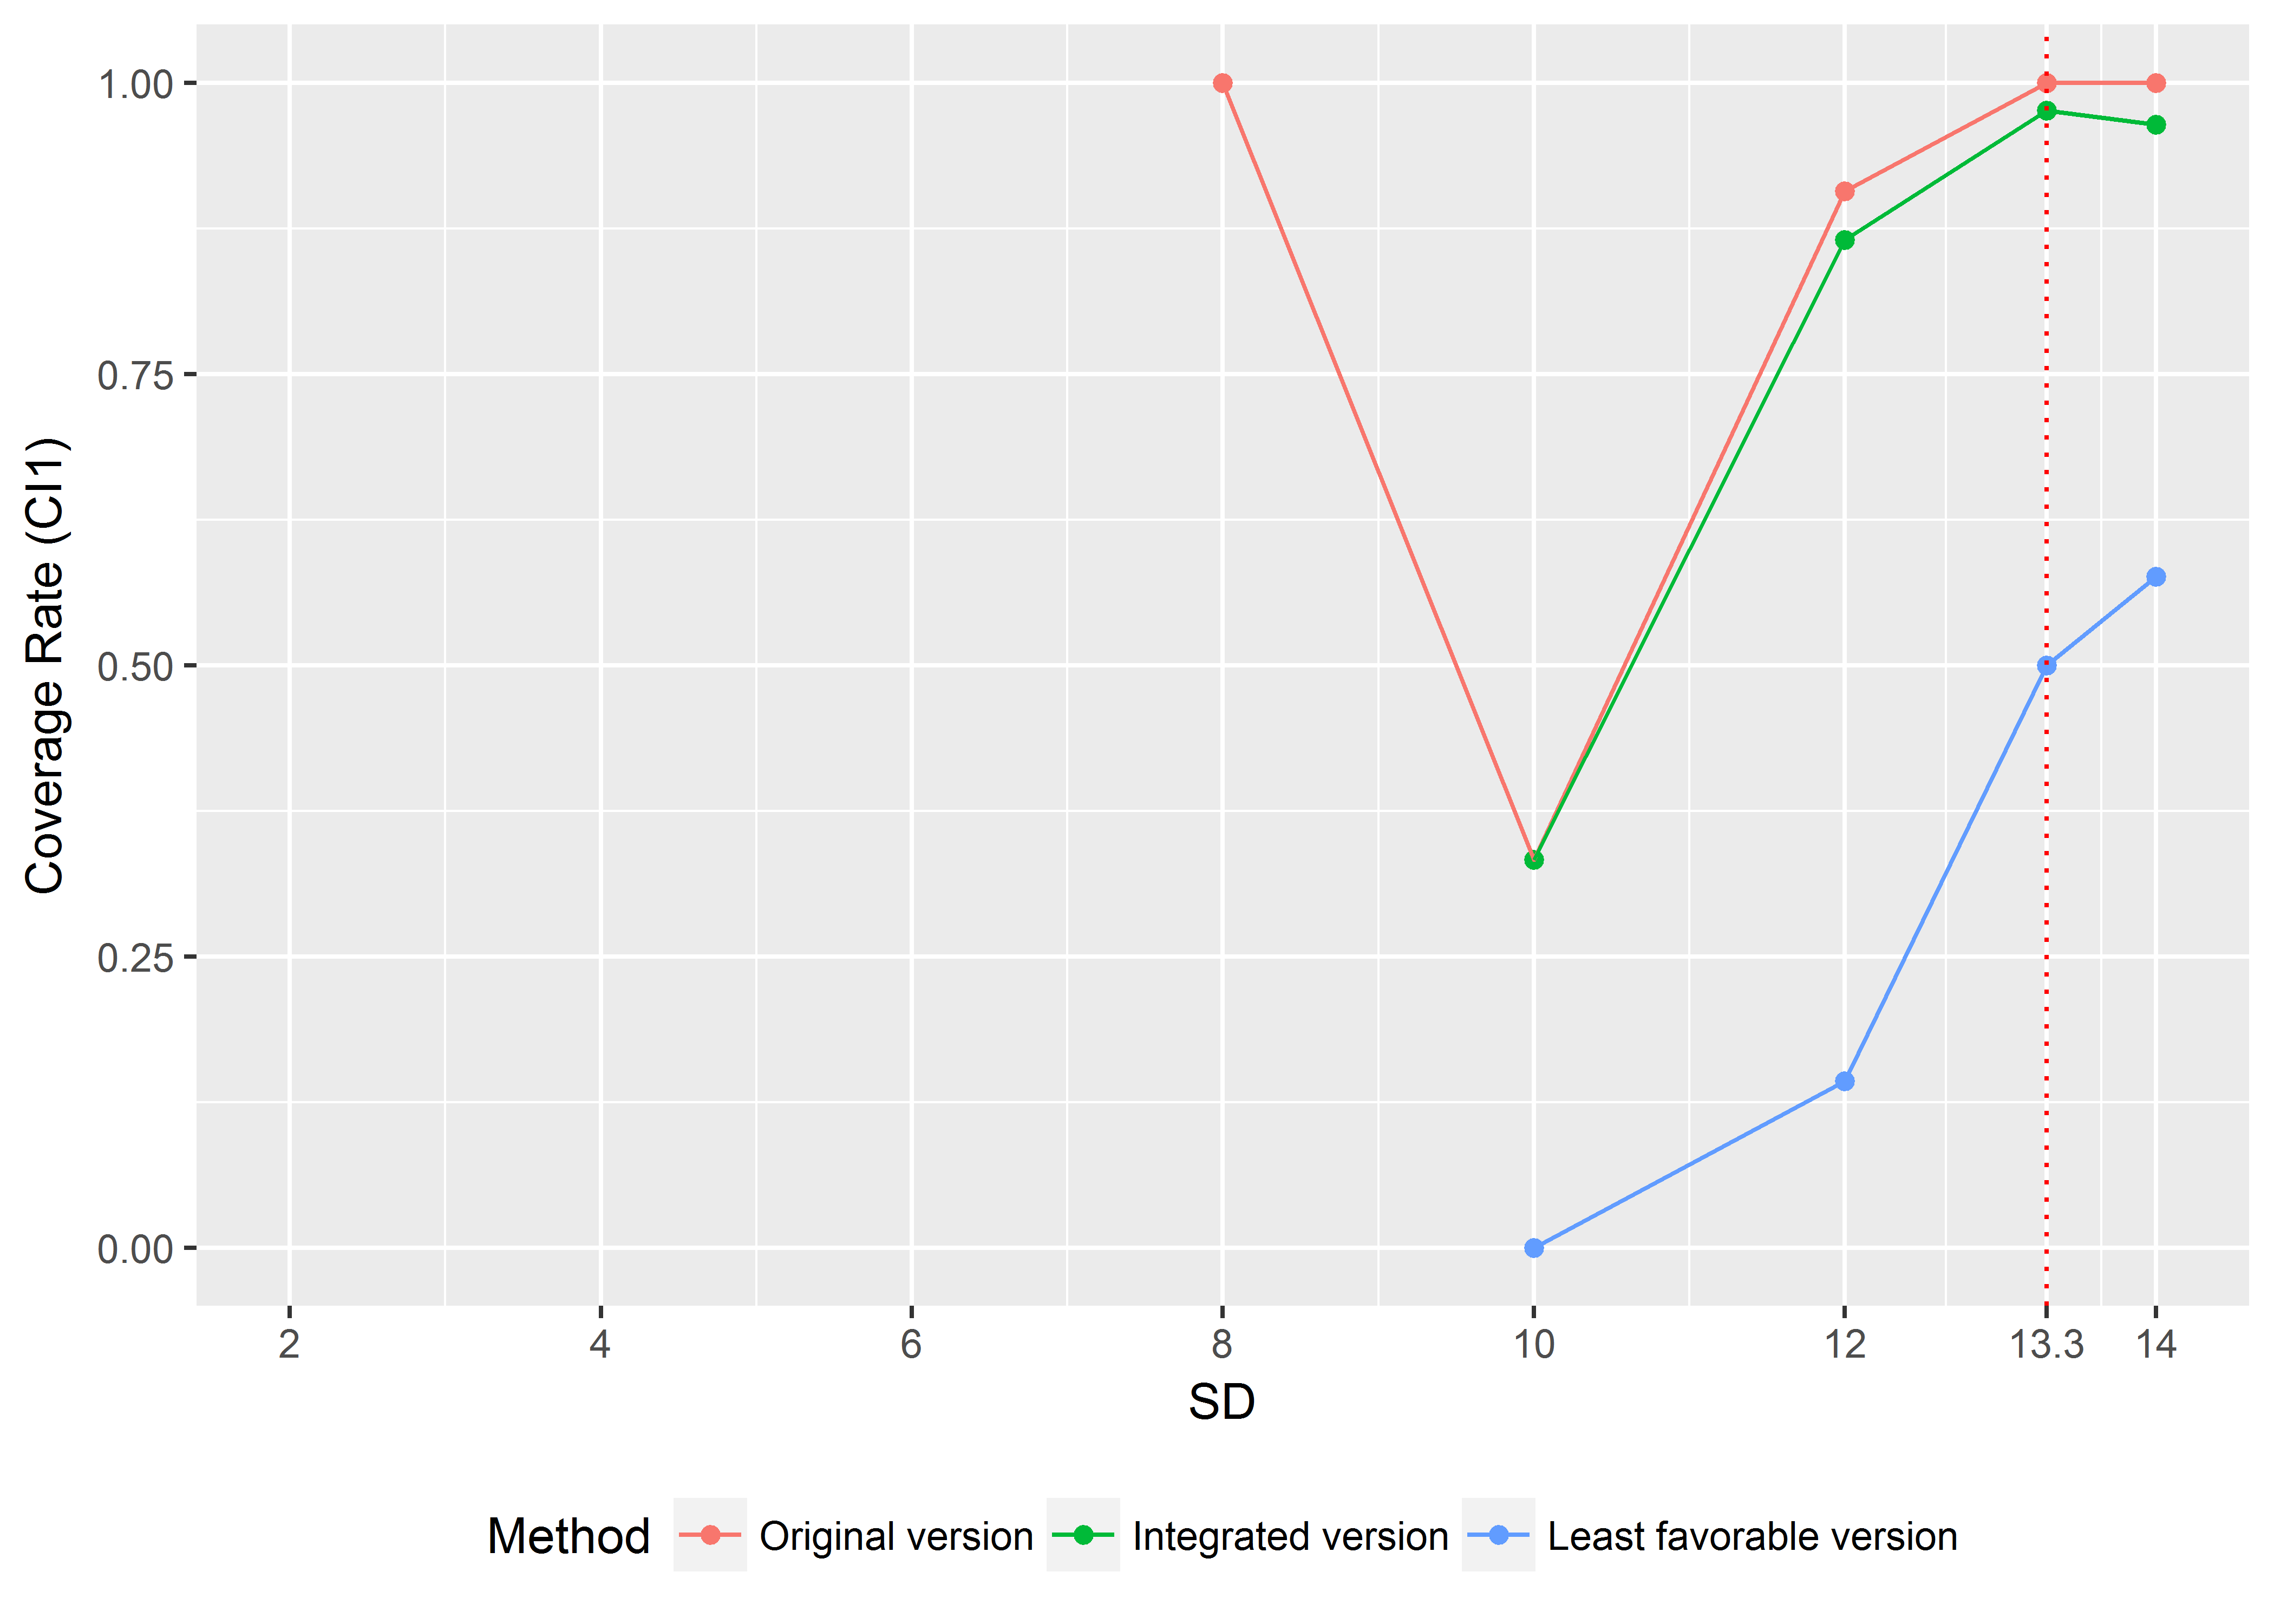 Coverage Rate (CI1)
1.00
0.75
0.50
0.25
0.00
2 4 6 8 10 12 13.3 14
SD
Method Original version Integrated version Least favorable version